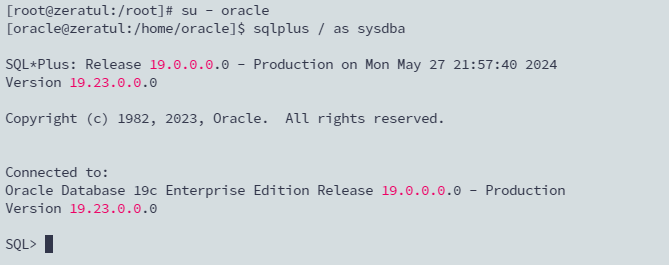 [root@zeratul:/root]# su - oracle
[oracle@zeratul:/home/oracle]$ sqlplus / as sysdba
SQL*Plus: Release 19.0.0.0.0 - Production on Mon May 27 21:57:40 2024
Version 19.23.0.0.0
Copyright (c) 1982, 2023, Oracle.  All rights reserved.
Connected to:
Oracle Database 19c Enterprise Edition Release 19.0.0.0.0 - Production
Version 19.23.0.0.0
SQL>